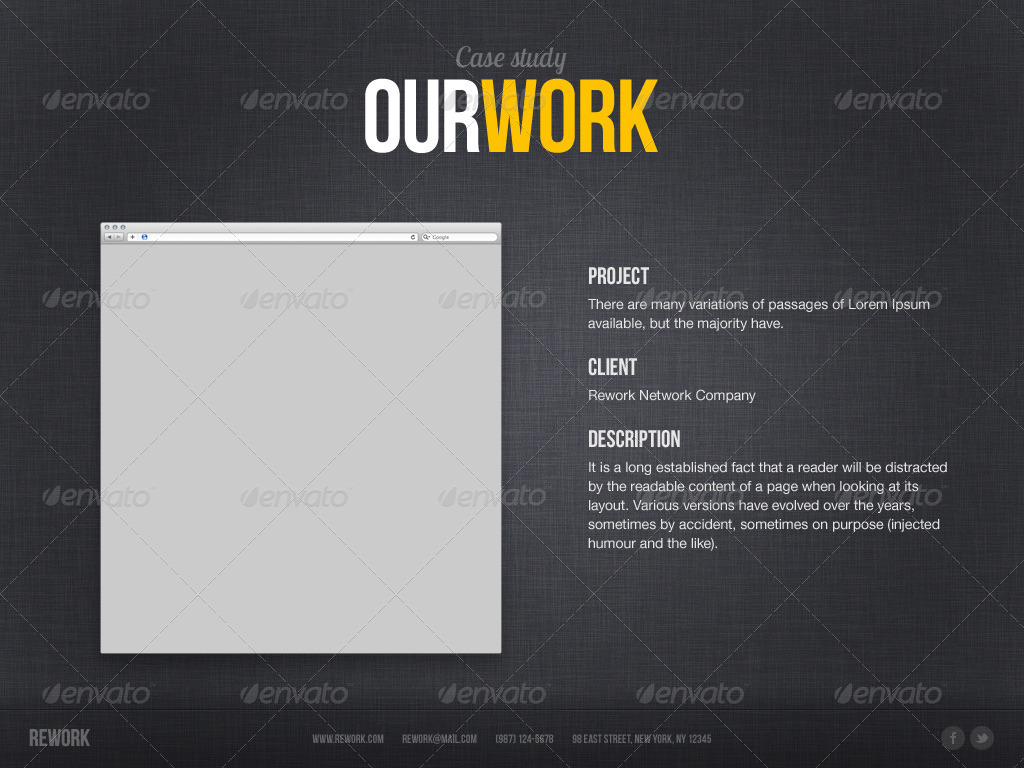 Case study
OURWORK
Google
PROJECT
There are many variations of passages of Lorem Ipsum
available, but the majority have.
CLIENT
Rework Network Company
DESCRIPTION
It is a long established fact that a reader will be distracted
by the readable content of a page when looking at its
layout. Various versions have evolved over the years,
sometimes by accident, sometimes on purpose (injected
humour and the like).
envato envato envato envato envato
envato envato envato envato envato
envato envato envato envato envato
envato envato envato envato envato
REWORK WWW.REWORK.COM REWORK@MAIL.COM (987) 124-5678 98 EAST STREET, NEW YORK, NY 12345